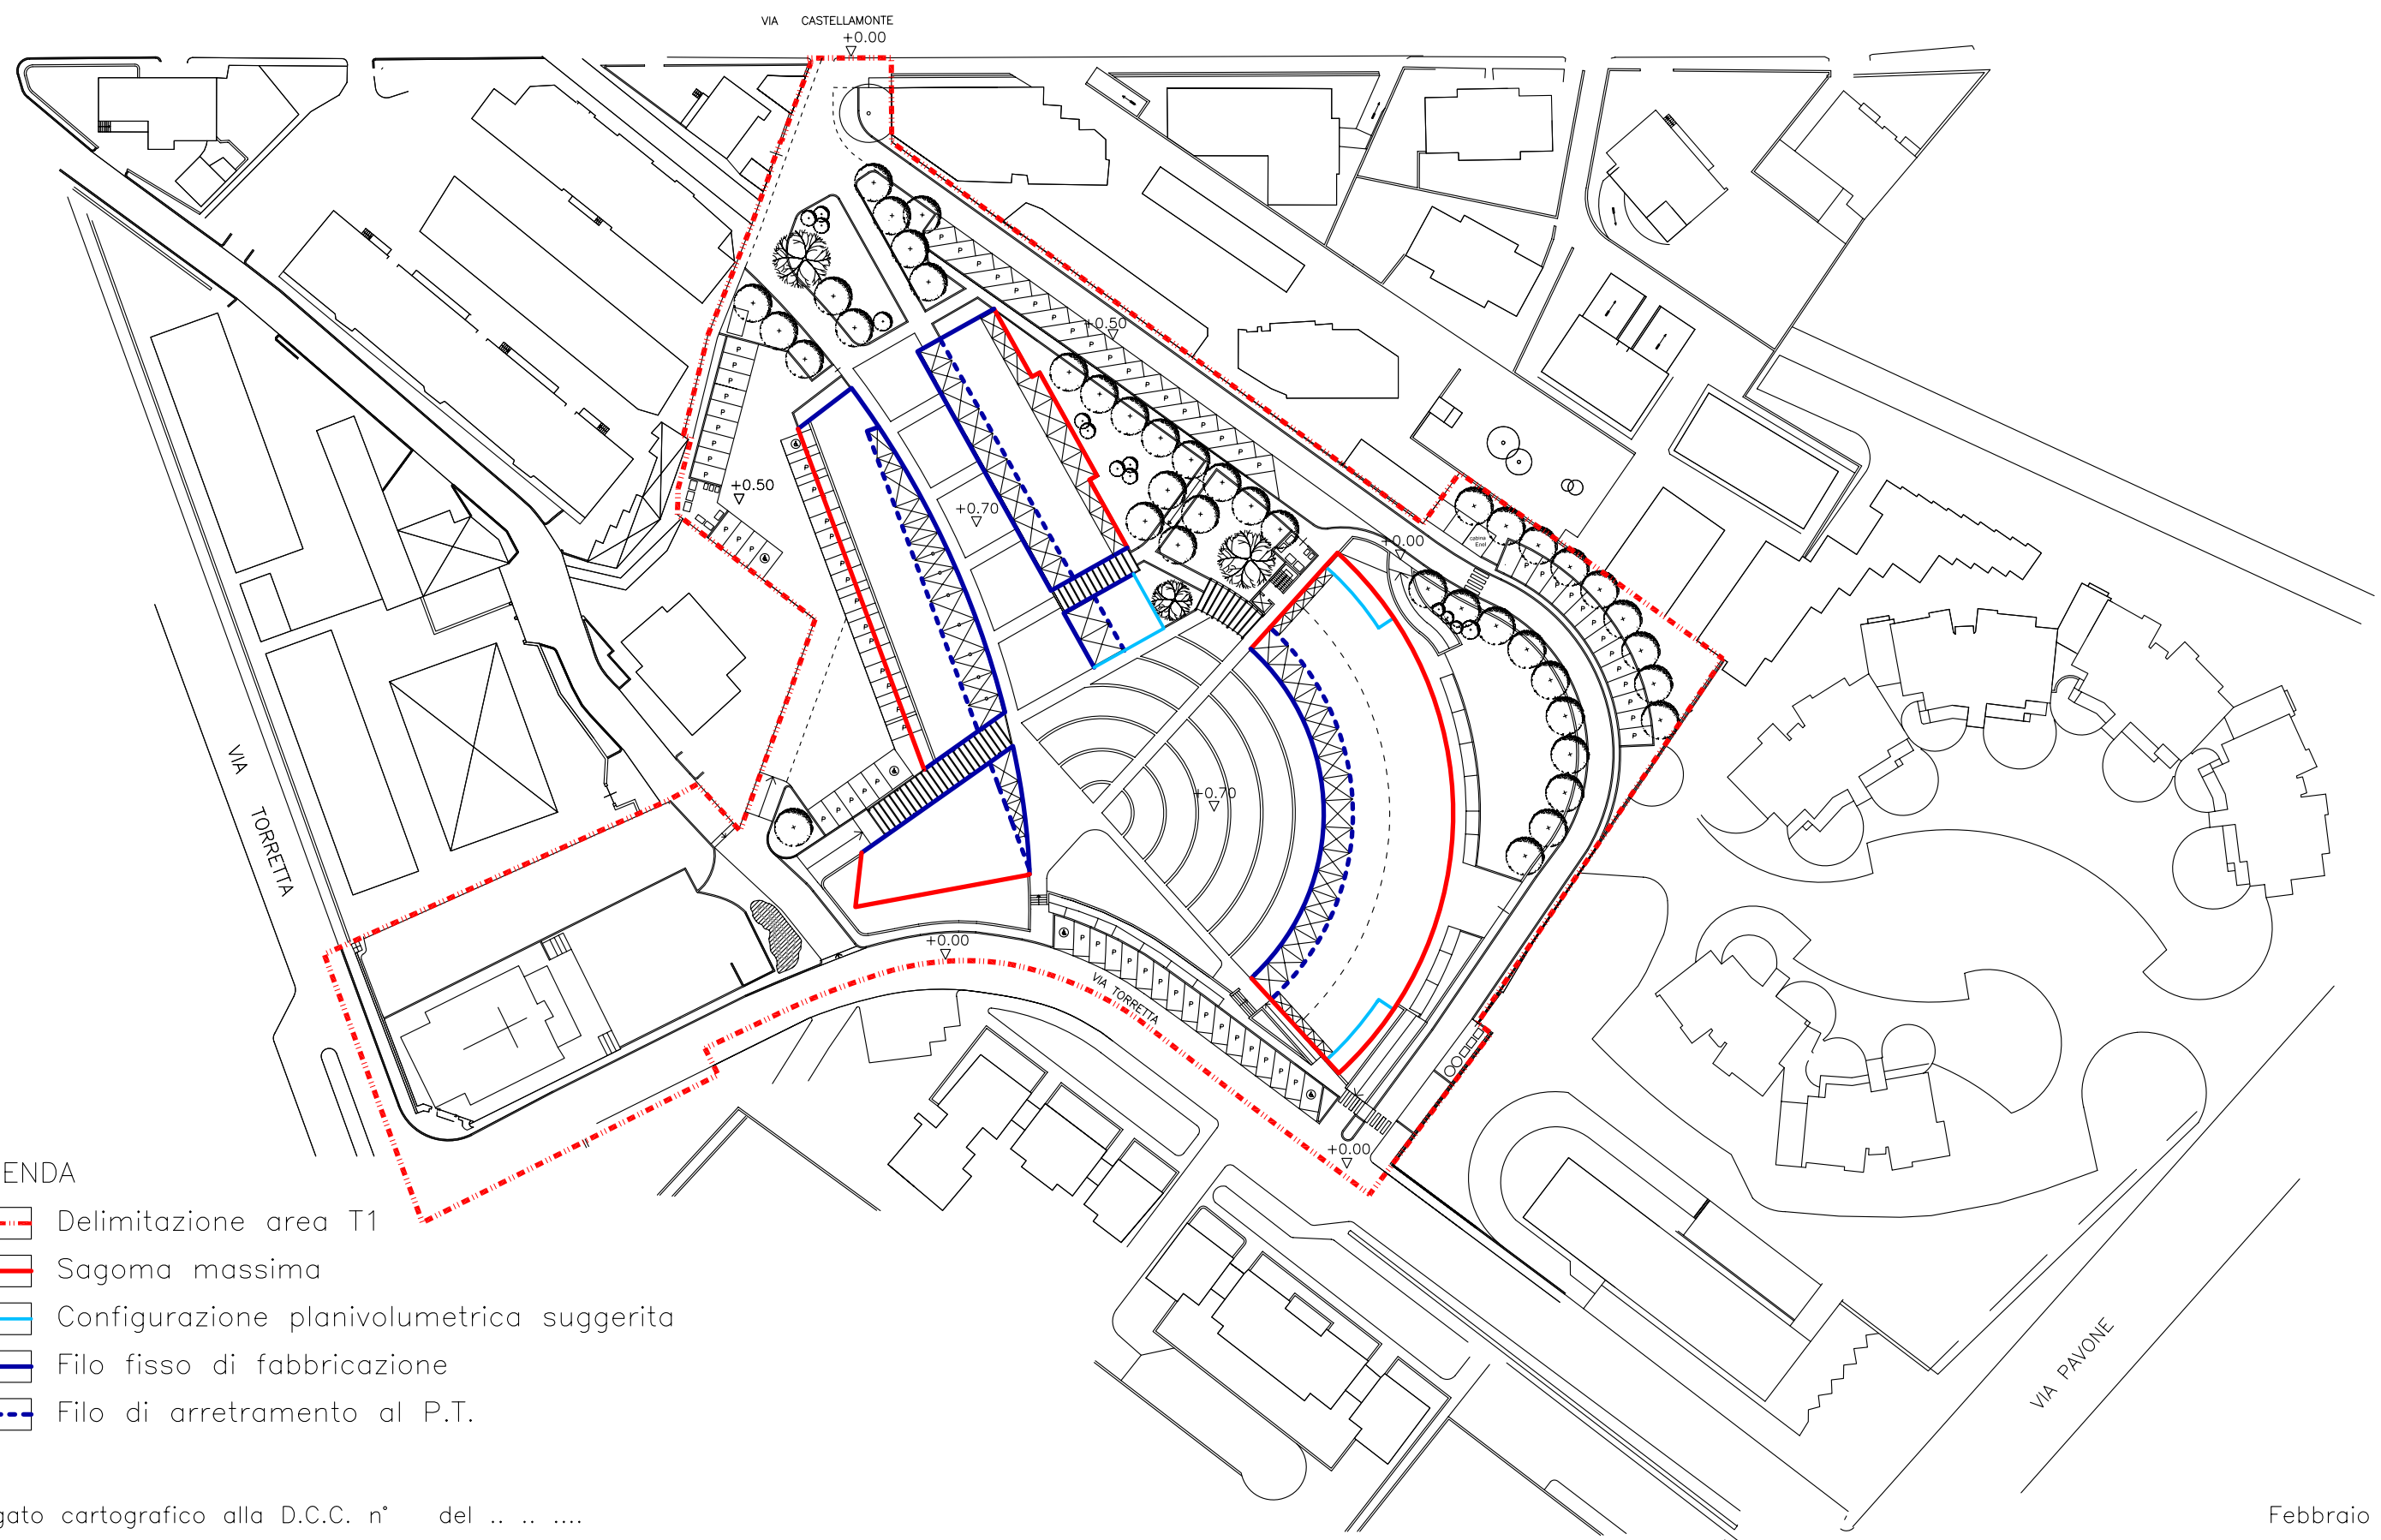 VIA CASTELLAMONTE
+0.00
+0.50
+0.50
+0.70
+0.00
cabina
Enel
+0.70
VIA TORRETTA
+0.00
VIA TORRETTA
+0.00
VIA PAVONE
ENDA
Delimitazione area T1
Sagoma massima
Configurazione planivolumetrica suggerita
Filo fisso di fabbricazione
Filo di arretramento al P.T.
gato cartografico alla D.C.C. n° del .. .. ....
Febbraio